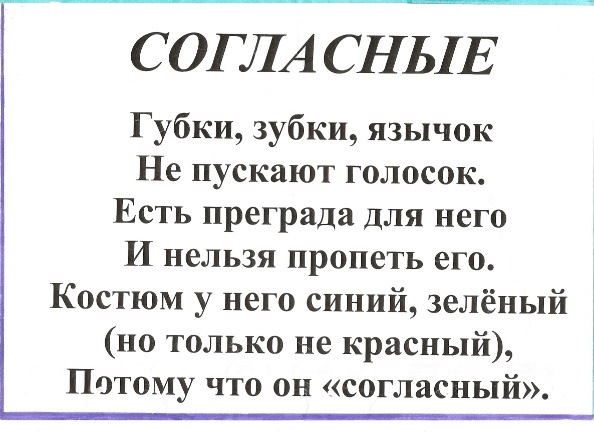 СОГЛАСНЫЕ
Губки, зубки, язычок
Не пускают голосок.
Есть преграда для него
И нельзя пропеть его.
Костюм у него синий, зелёный
(но только не красный),
Потому что он «согласный».